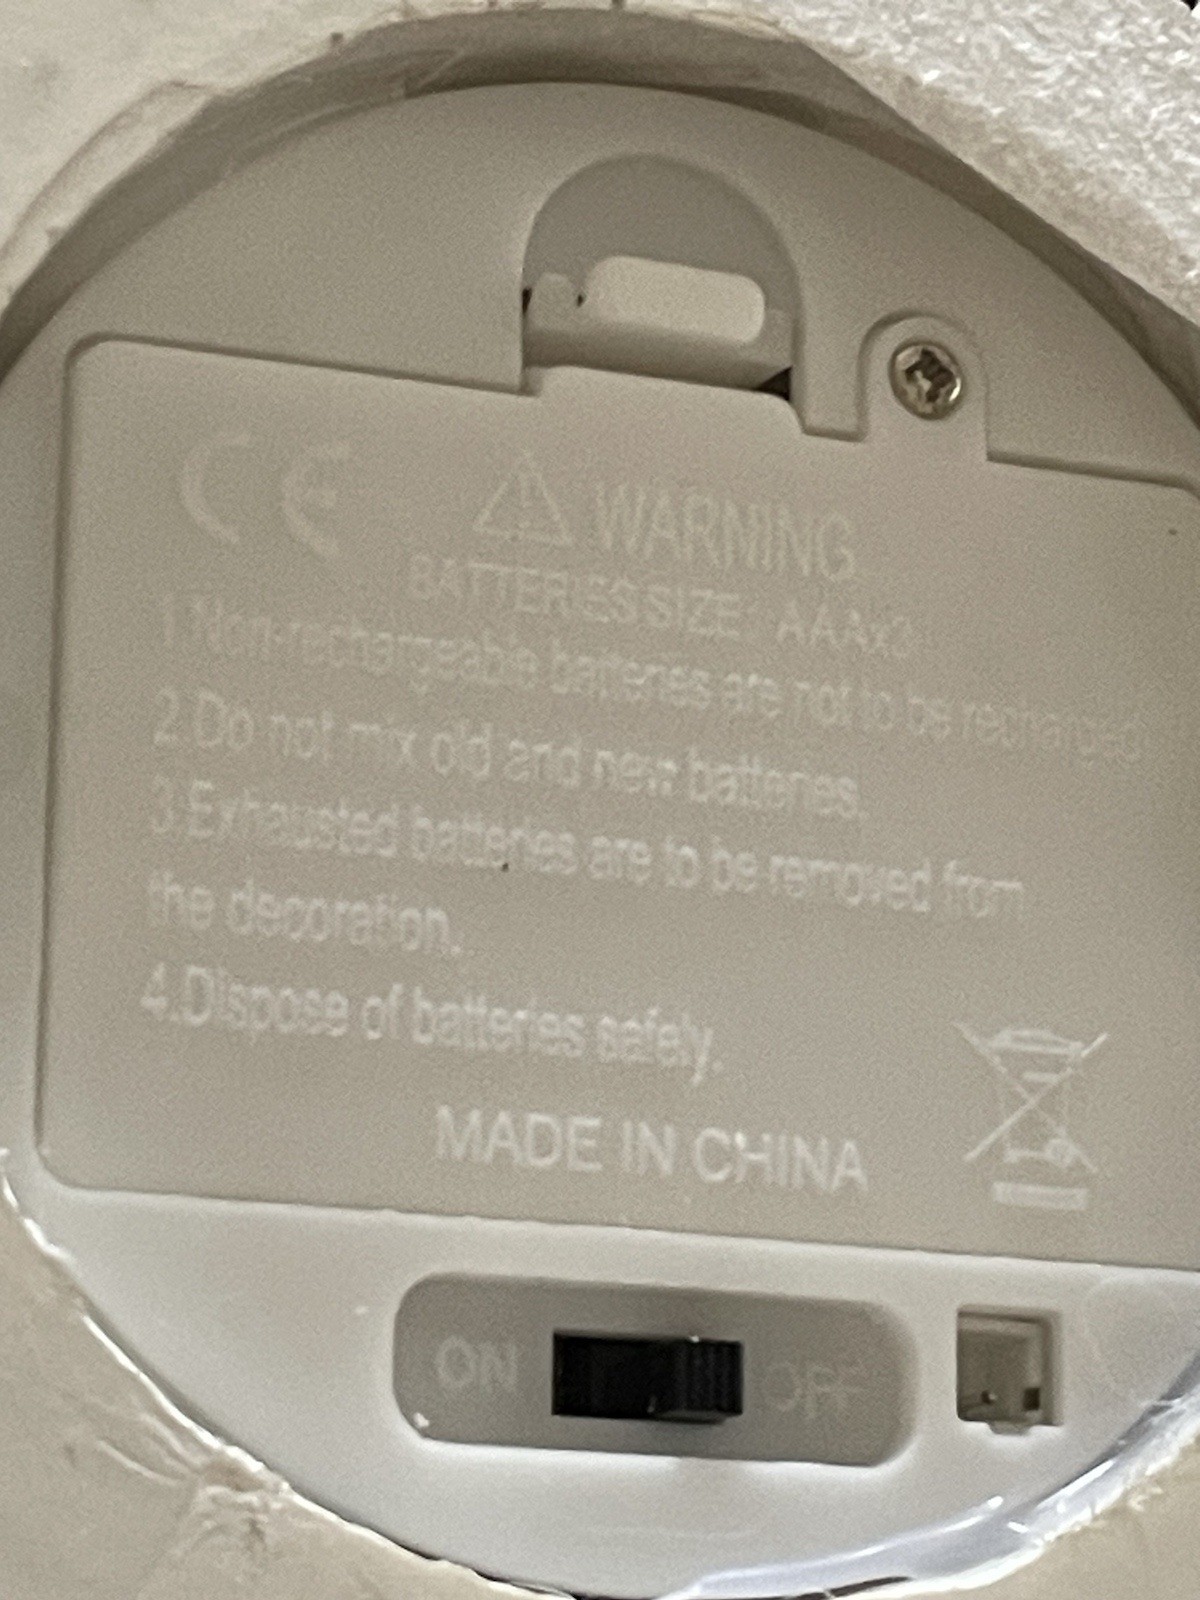 CE ! WARMING
BATTERIES SIZE: AAAx3
1.Non-rechargeable batteries are not to be recharged.
2.Do not mix old and new batteries.
3.Exhausted batteries are to be removed from
the decoration.
4.Dispose of batteries safely.
MADE IN CHINA
ON OFF